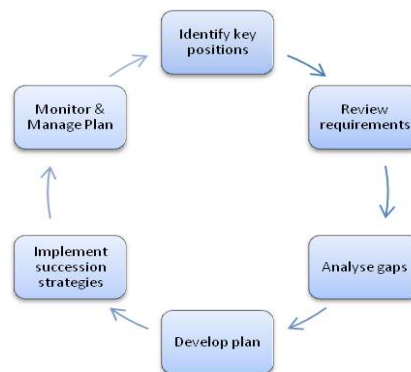 Identify key
positions
Review
requirements
Analyse gaps
Develop plan
Implement
succession
strategies
Monitor &
Manage Plan